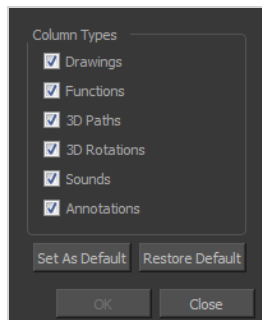 Column Types
Drawings
Functions
3D Paths
3D Rotations
Sounds
Annotations
Set As Default Restore Default
OK Close